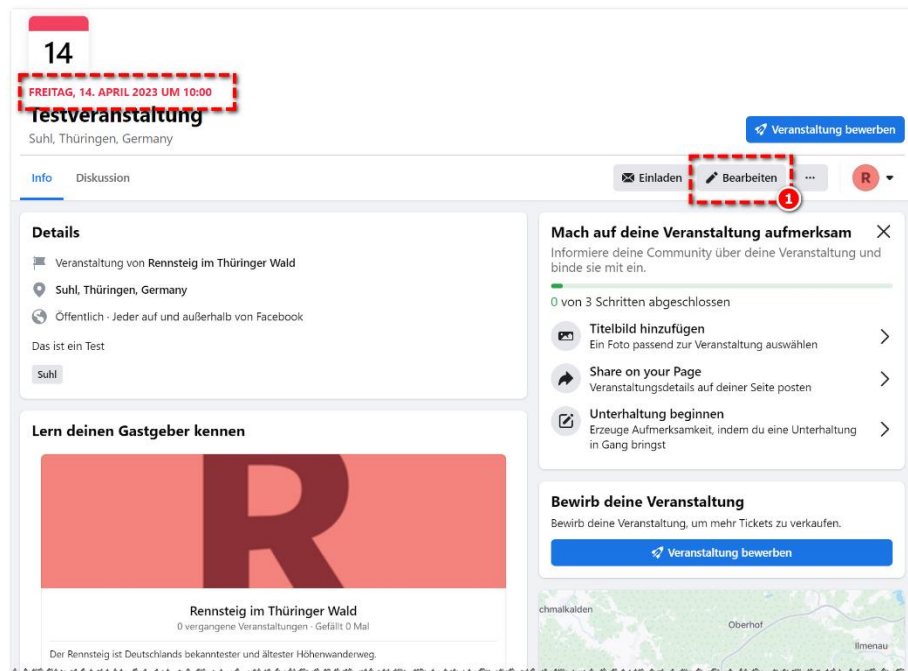 14
FREITAG, 14. APRIL 2023 UM 10:00
Testveranstaltung
Suhl, Thüringen, Germany
Veranstaltung bewerben
Info Diskussion
Einladen Bearbeiten ... R
1
Details
Veranstaltung von Rennsteig im Thüringer Wald
Suhl, Thüringen, Germany
Öffentlich · Jeder auf und außerhalb von Facebook
Das ist ein Test
Suhl
Lern deinen Gastgeber kennen
R
Rennsteig im Thüringer Wald
0 vergangene Veranstaltungen · Gefällt 0 Mal
Der Rennsteig ist Deutschlands bekanntester und ältester Höhenwanderweg.
Mach auf deine Veranstaltung aufmerksam
Informiere deine Community über deine Veranstaltung und
binde sie mit ein.
0 von 3 Schritten abgeschlossen
Titelbild hinzufügen
Ein Foto passend zur Veranstaltung auswählen
Share on your Page
Veranstaltungsdetails auf deiner Seite posten
Unterhaltung beginnen
Erzeuge Aufmerksamkeit, indem du eine Unterhaltung
in Gang bringst
Bewirb deine Veranstaltung
Bewirb deine Veranstaltung, um mehr Tickets zu verkaufen.
Veranstaltung bewerben
chmalkalden
Oberhof
Ilmenau